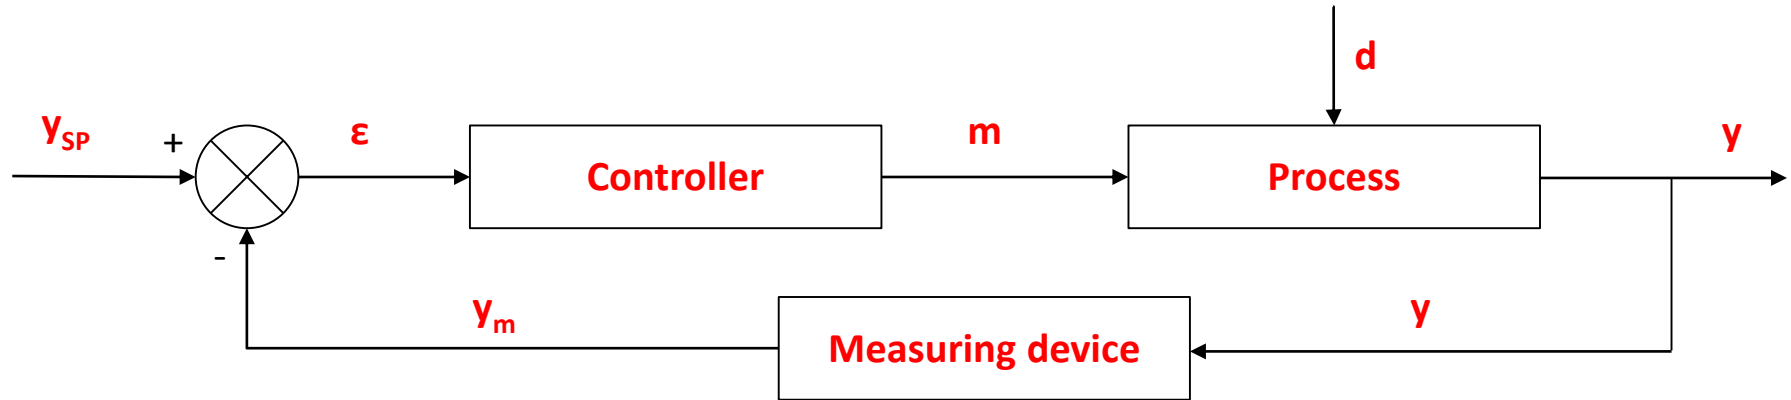 d
y_SP
+
ε
Controller
m
Process
y
-
y_m
Measuring device
y